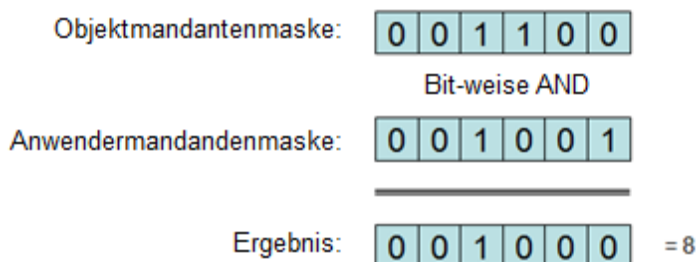 Objektmandantenmaske: 0 0 1 1 0 0
Bit-weise AND
Anwendermandandenmaske: 0 0 1 0 0 1
Ergebnis: 0 0 1 0 0 0 = 8